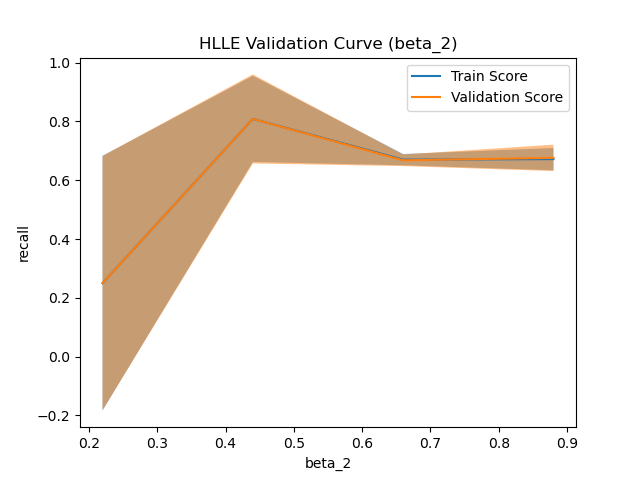 HLLE Validation Curve (beta_2)
Train Score
Validation Score
recall
1.0
0.8
0.6
0.4
0.2
0.0
−0.2
0.2 0.3 0.4 0.5 0.6 0.7 0.8 0.9
beta_2